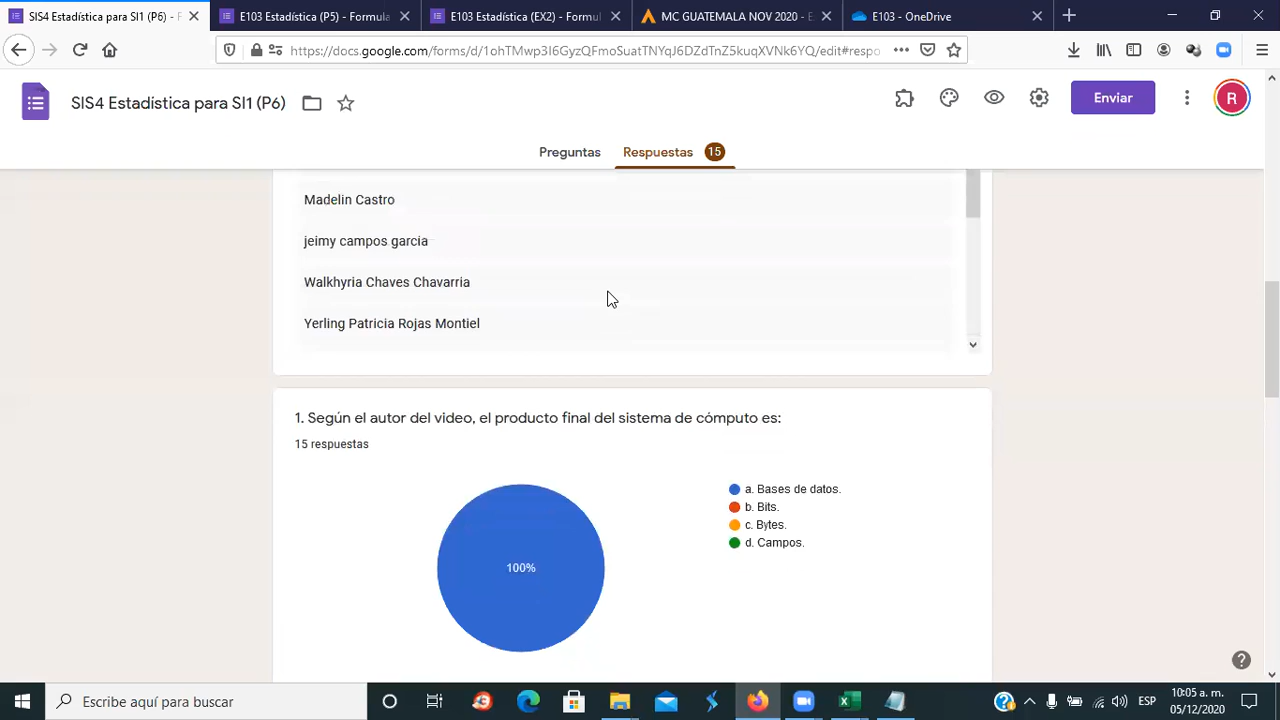 SIS4 Estadística para SI1 (P6) - F
E103 Estadística (P5) - Formula
E103 Estadística (EX2) - Formul
MC GUATEMALA NOV 2020 - E
E103 - OneDrive
https://docs.google.com/forms/d/1ohTMwp3I6GyzQFmoSuatTNYqJ6DZdTnZ5kuqXVNk6YQ/edit#respo
SIS4 Estadística para SI1 (P6)
Enviar
R
Preguntas
Respuestas 15
Madelin Castro
jeimy campos garcia
Walkhyria Chaves Chavarria
Yerling Patricia Rojas Montiel
1. Según el autor del video, el producto final del sistema de cómputo es:
15 respuestas
a. Bases de datos.
b. Bits.
c. Bytes.
d. Campos.
100%
Escribe aquí para buscar
ESP
10:05 a. m.
05/12/2020